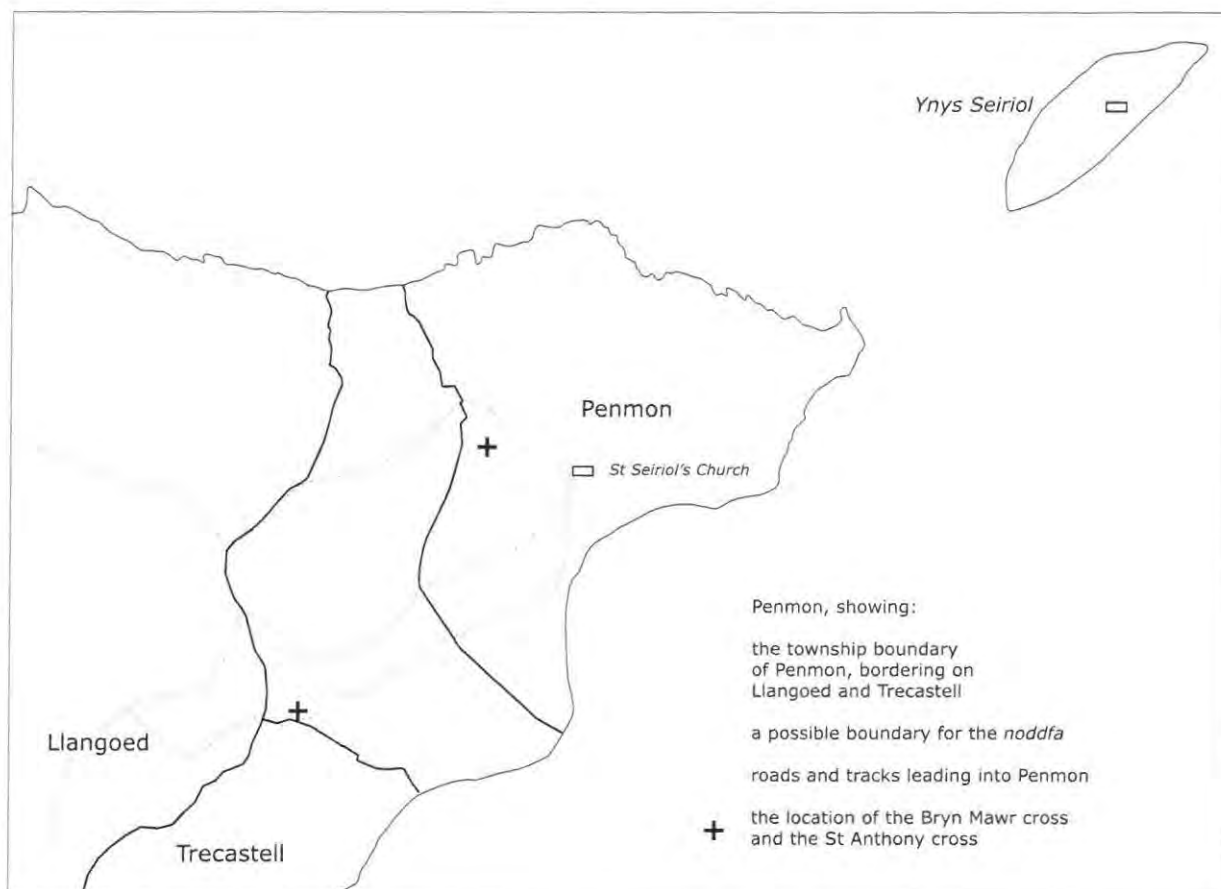 Ynys Seiriol
Penmon
St Seiriol's Church
Penmon, showing:
the township boundary
of Penmon, bordering on
Llangoed and Trecastell
a possible boundary for the noddfa
roads and tracks leading into Penmon
the location of the Bryn Mawr cross
and the St Anthony cross
Llangoed
Trecastell